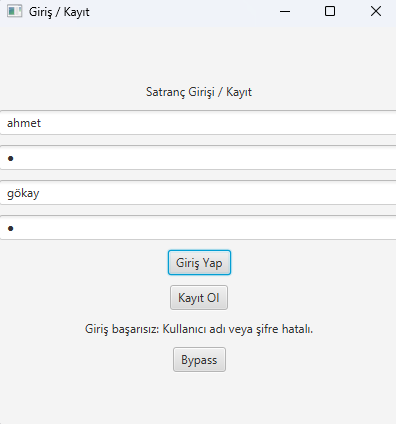 Giriş / Kayıt
Satranç Girişi / Kayıt
ahmet
●
gökay
●
Giriş Yap
Kayıt Ol
Giriş başarısız: Kullanıcı adı veya şifre hatalı.
Bypass